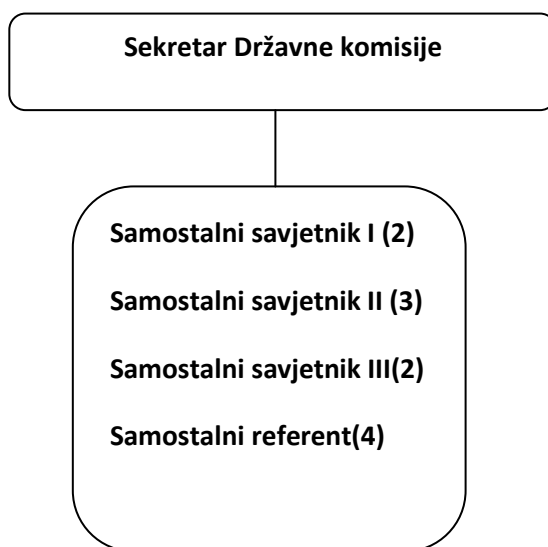 Sekretar Državne komisije
Samostalni savjetnik I (2)
Samostalni savjetnik II (3)
Samostalni savjetnik III(2)
Samostalni referent(4)